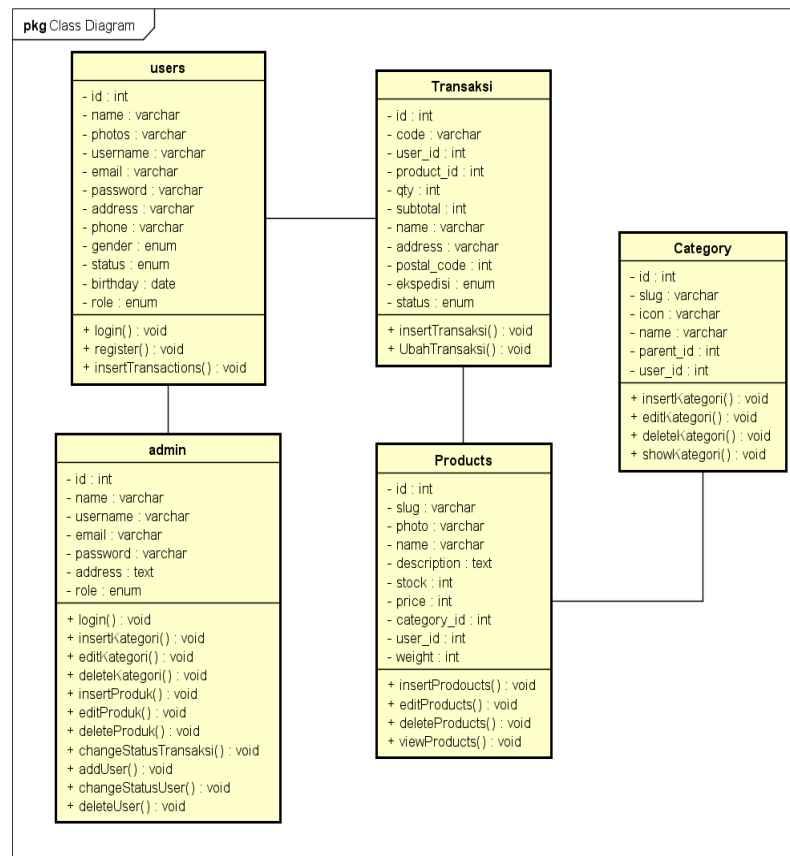 pkg Class Diagram
users
- id : int
- name : varchar
- photos : varchar
- username : varchar
- email : varchar
- password : varchar
- address : varchar
- phone : varchar
- gender : enum
- status : enum
- birthday : date
- role : enum
+ login() : void
+ register() : void
+ insertTransactions() : void
Transaksi
- id : int
- code : varchar
- user_id : int
- product_id : int
- qty : int
- subtotal : int
- name : varchar
- address : varchar
- postal_code : int
- ekspedisi : enum
- status : enum
+ insertTransaksi() : void
+ UbahTransaksi() : void
Category
- id : int
- slug : varchar
- icon : varchar
- name : varchar
- parent_id : int
- user_id : int
+ insertKategori() : void
+ editKategori() : void
+ deleteKategori() : void
+ showKategori() : void
admin
- id : int
- name : varchar
- username : varchar
- email : varchar
- password : varchar
- address : text
- role : enum
+ login() : void
+ insertKategori() : void
+ editKategori() : void
+ deleteKategori() : void
+ insertProduk() : void
+ editProduk() : void
+ deleteProduk() : void
+ changeStatusTransaksi() : void
+ addUser() : void
+ changeStatusUser() : void
+ deleteUser() : void
Products
- id : int
- slug : varchar
- photo : varchar
- name : varchar
- description : text
- stock : int
- price : int
- category_id : int
- user_id : int
- weight : int
+ insertProdoucts() : void
+ editProducts() : void
+ deleteProducts() : void
+ viewProducts() : void